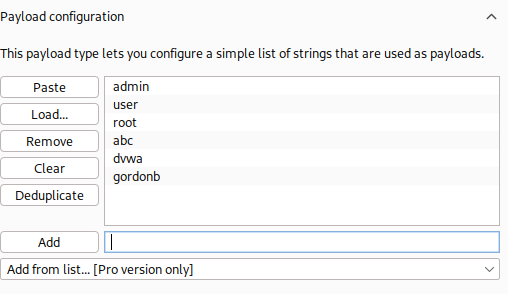 Payload configuration
This payload type lets you configure a simple list of strings that are used as payloads.
Paste
Load...
Remove
Clear
Deduplicate
admin
user
root
abc
dvwa
gordonb
Add
Add from list... [Pro version only]